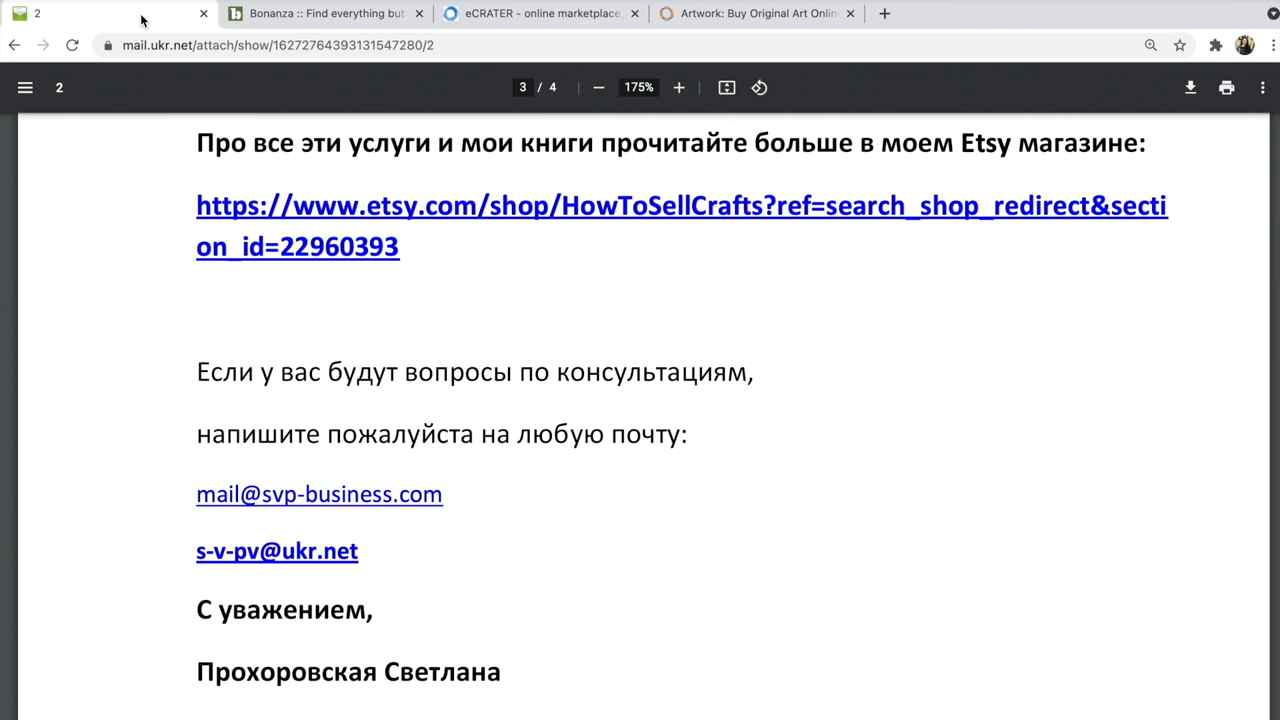 2
Bonanza :: Find everything but
eCRATER - online marketplace,
Artwork: Buy Original Art Onlin
mail.ukr.net/attach/show/16272764393131547280/2
2
3 / 4
175%
Про все эти услуги и мои книги прочитайте больше в моем Etsy магазине:
https://www.etsy.com/shop/HowToSellCrafts?ref=search_shop_redirect&secti
on_id=22960393
Если у вас будут вопросы по консультациям,
напишите пожалуйста на любую почту:
mail@svp-business.com
s-v-pv@ukr.net
С уважением,
Прохоровская Светлана